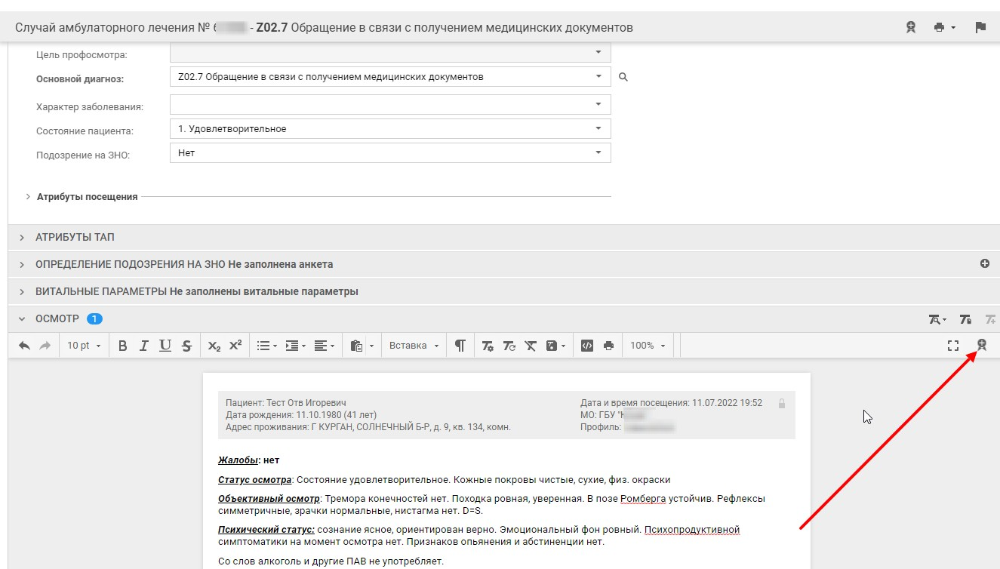 Случай амбулаторного лечения № - Z02.7 Обращение в связи с получением медицинских документов
Цель профосмотра:
Основной диагноз: Z02.7 Обращение в связи с получением медицинских документов
Характер заболевания:
Состояние пациента: 1. Удовлетворительное
Подозрение на ЗНО: Нет
Атрибуты посещения
АТРИБУТЫ ТАП
ОПРЕДЕЛЕНИЕ ПОДОЗРЕНИЯ НА ЗНО Не заполнена анкета
ВИТАЛЬНЫЕ ПАРАМЕТРЫ Не заполнены витальные параметры
ОСМОТР 1
10 pt B I U S X₂ X² Вставка 100%
Пациент: Тест Отв Игоревич
Дата рождения: 11.10.1980 (41 лет)
Адрес проживания: Г КУРГАН, СОЛНЕЧНЫЙ Б-Р, д. 9, кв. 134, комн.
Дата и время посещения: 11.07.2022 19:52
МО: ГБУ "
Профиль:
Жалобы: нет
Статус осмотра: Состояние удовлетворительное. Кожные покровы чистые, сухие, физ. окраски
Объективный осмотр: Тремора конечностей нет. Походка ровная, уверенная. В позе Ромберга устойчив. Рефлексы
симметричные, зрачки нормальные, нистагма нет. D=S.
Психический статус: сознание ясное, ориентирован верно. Эмоциональный фон ровный. Психопродуктивной
симптоматики на момент осмотра нет. Признаков опьянения и абстиненции нет.
Со слов алкоголь и другие ПАВ не употребляет.